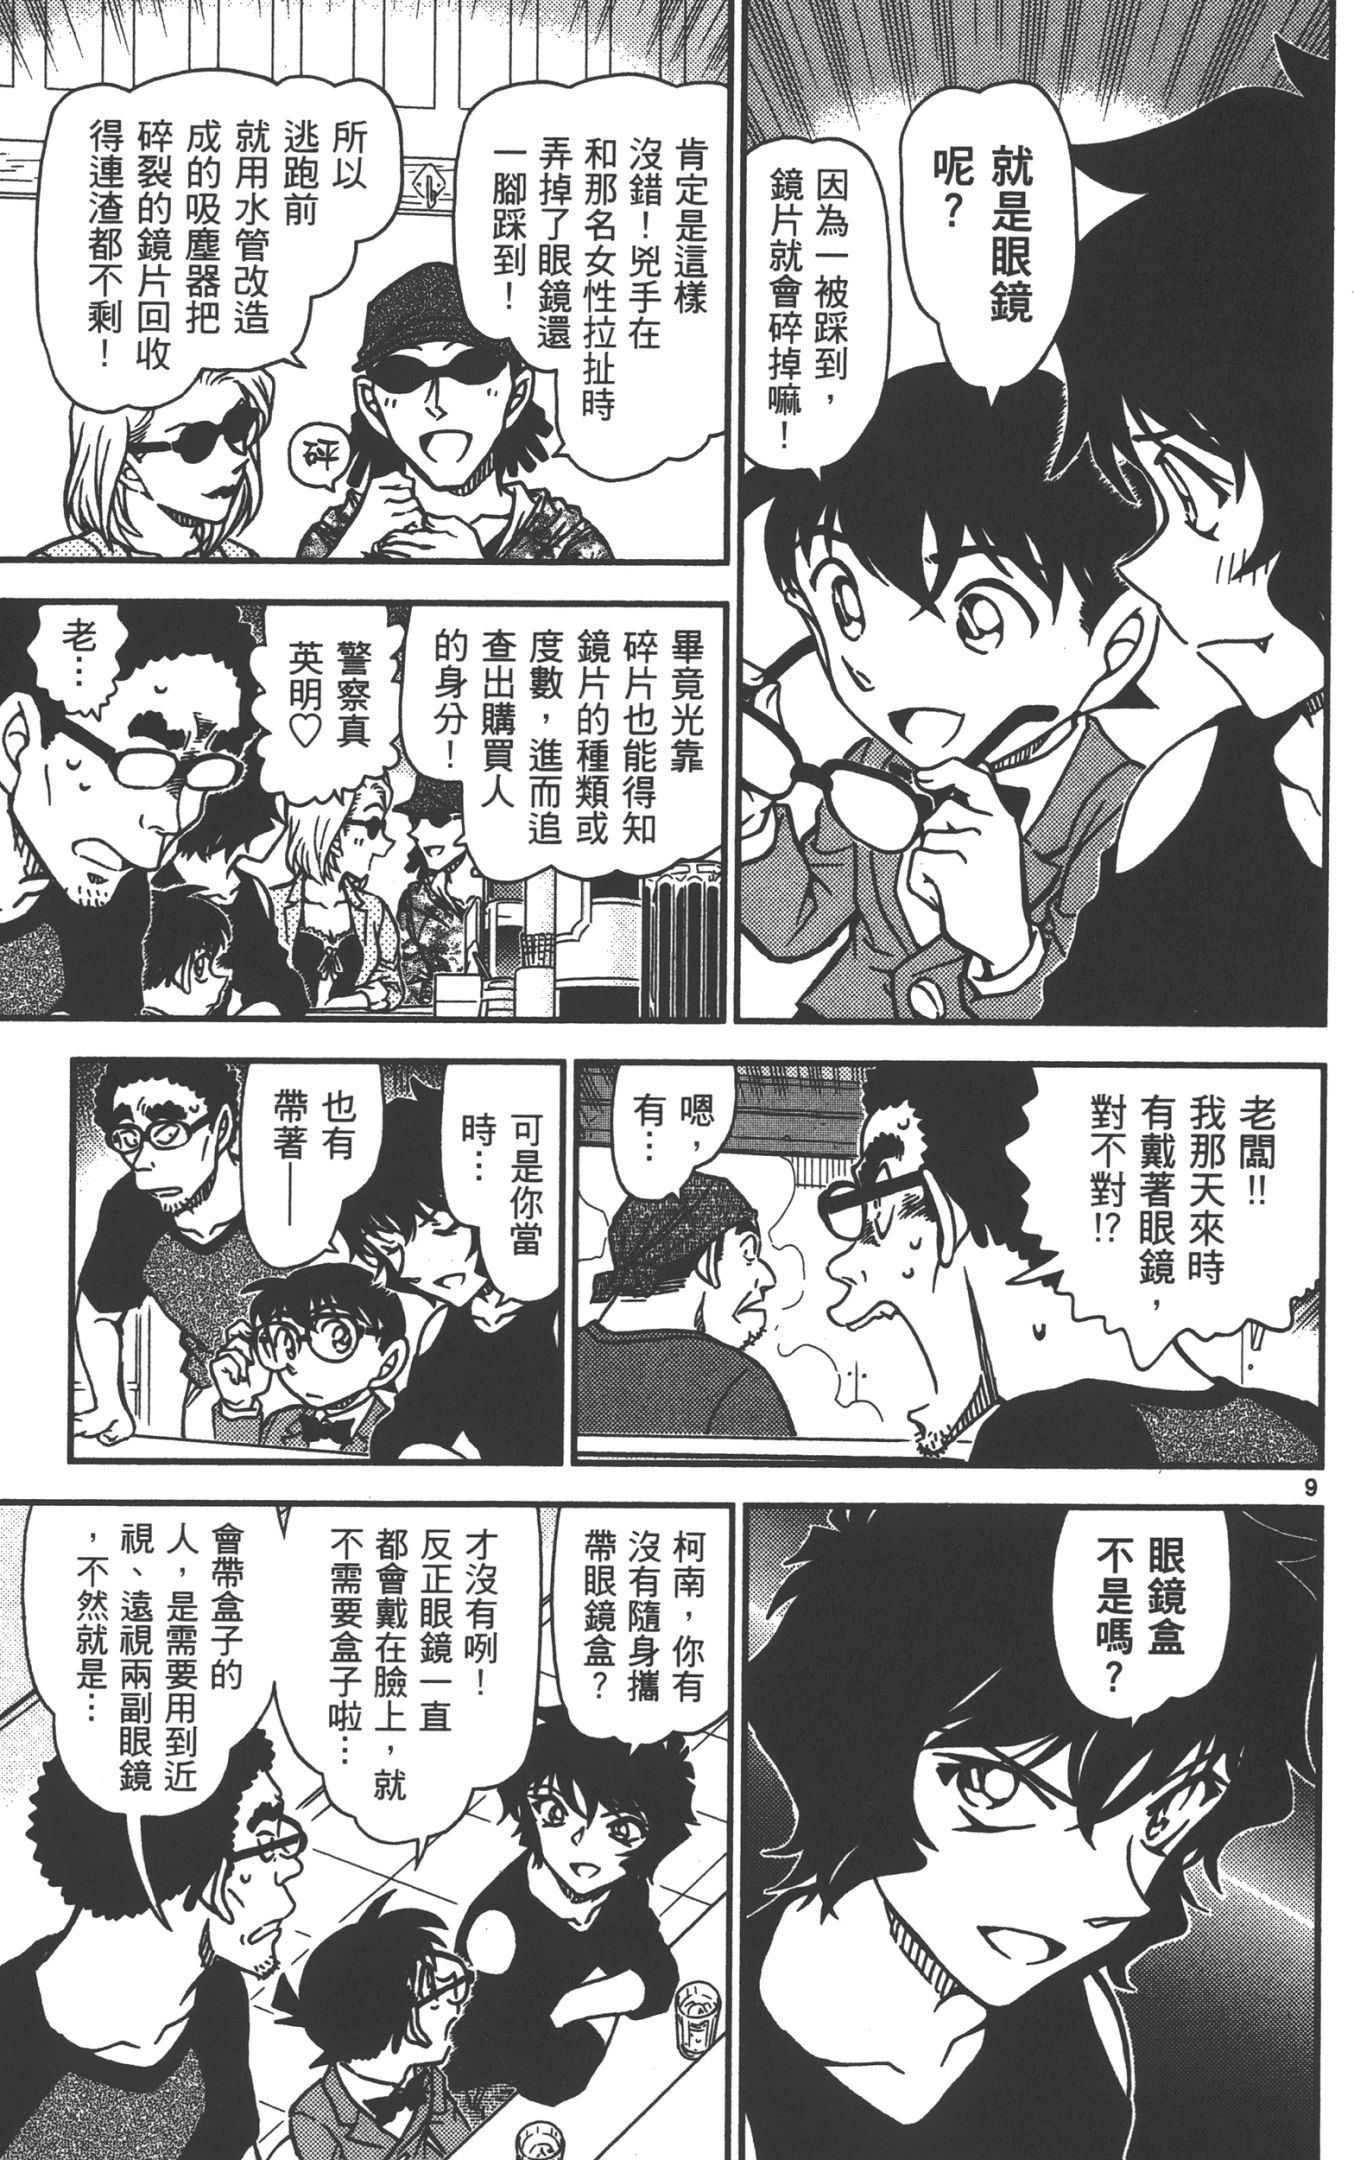 就是眼鏡
呢？
因為一被踩到，
鏡片就會碎掉嘛！
肯定是這樣
沒錯！兇手在
和那名女性拉扯時
弄掉了眼鏡還
一腳踩到！
砰
所以
逃跑前
就用水管改造
成的吸塵器把
碎裂的鏡片回收
得連渣都不剩！
畢竟光靠
碎片也能得知
鏡片的種類或
度數，進而追
查出購買人
的身分！
警察真
英明♡
老…
老闆!!
我那天來時
有戴著眼鏡，
對不對!?
嗯，
有…
可是你當
時…
也有
帶著——
眼鏡盒
不是嗎？
柯南，你有
沒有隨身攜
帶眼鏡盒？
才沒有咧！
反正眼鏡一直
都會戴在臉上，就
不需要盒子啦…
會帶盒子的
人，是需要用到近
視、遠視兩副眼鏡
，不然就是…
9